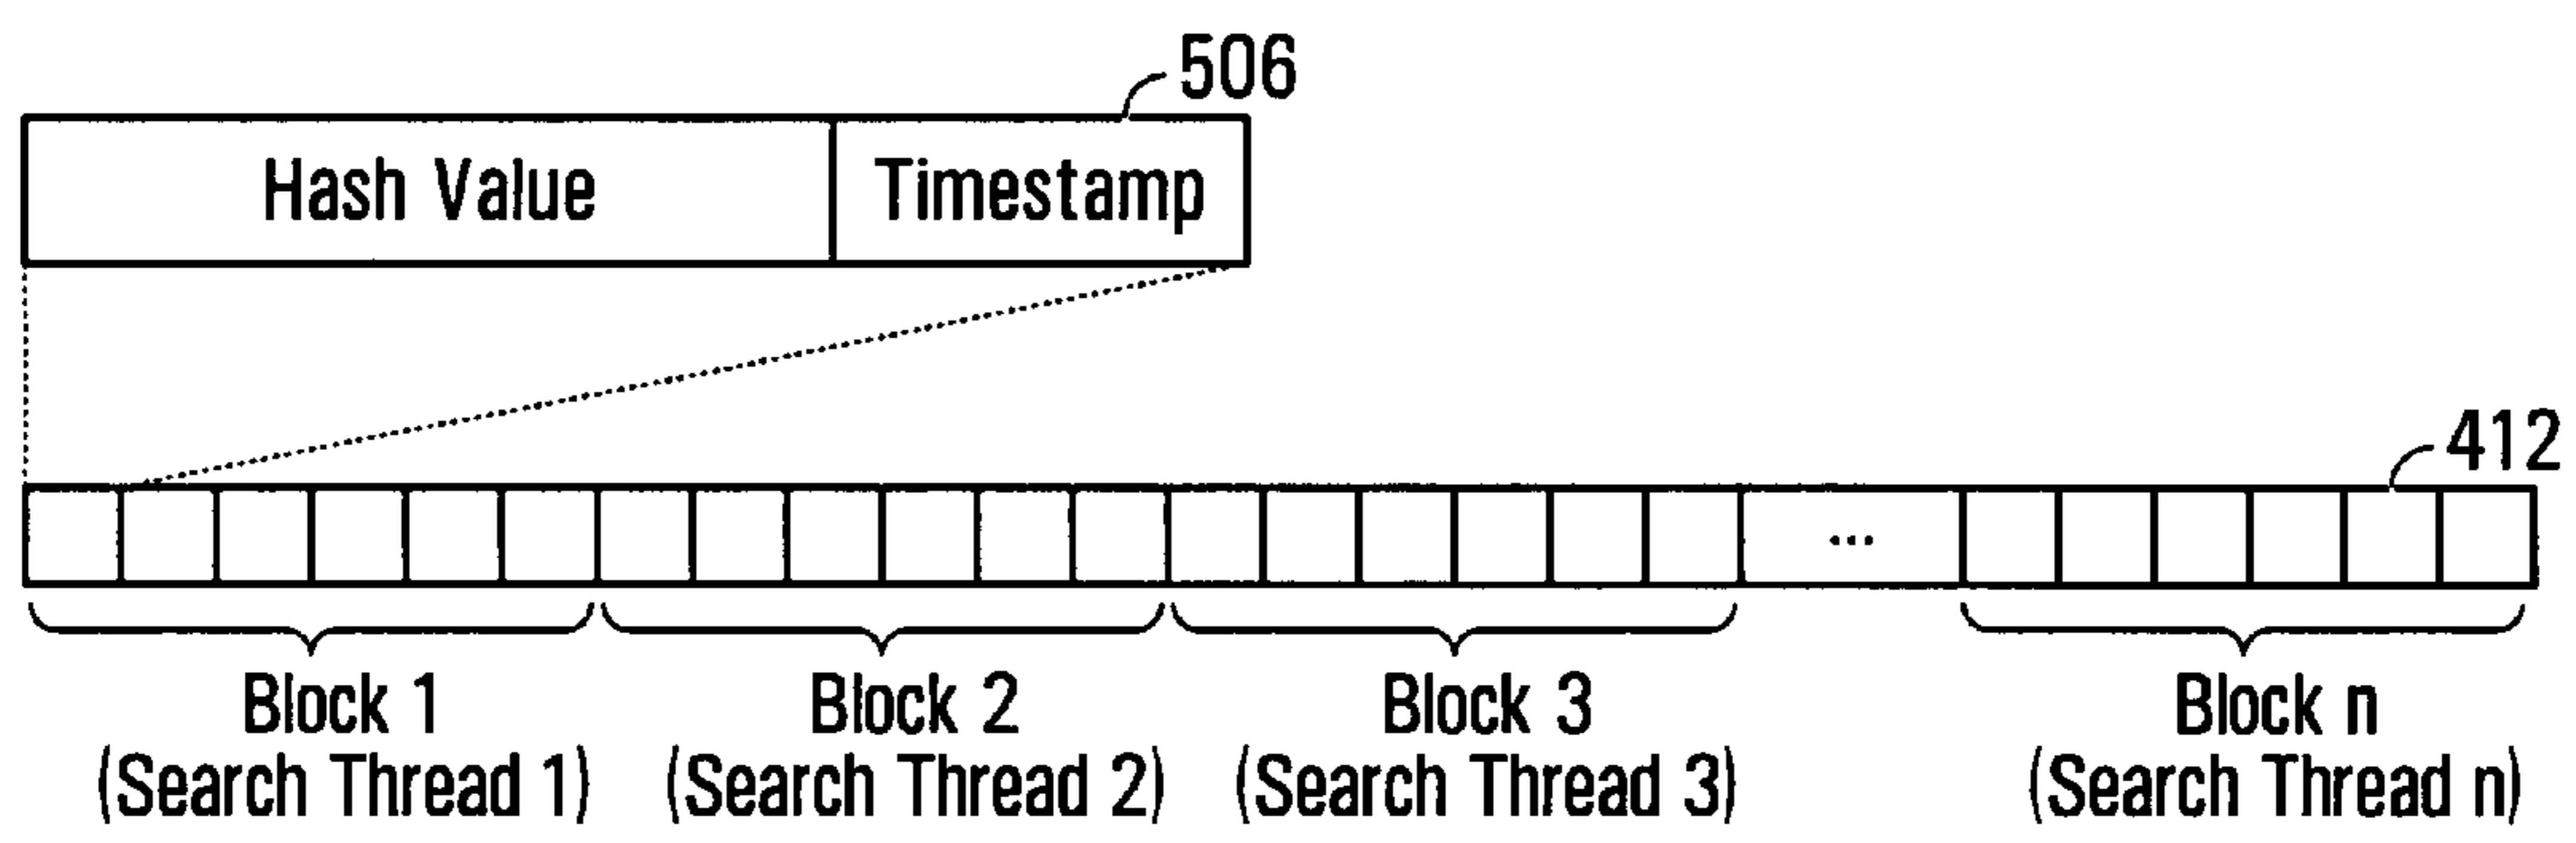 506
Hash Value Timestamp
412
...
Block 1 Block 2 Block 3 Block n
(Search Thread 1) (Search Thread 2) (Search Thread 3) (Search Thread n)